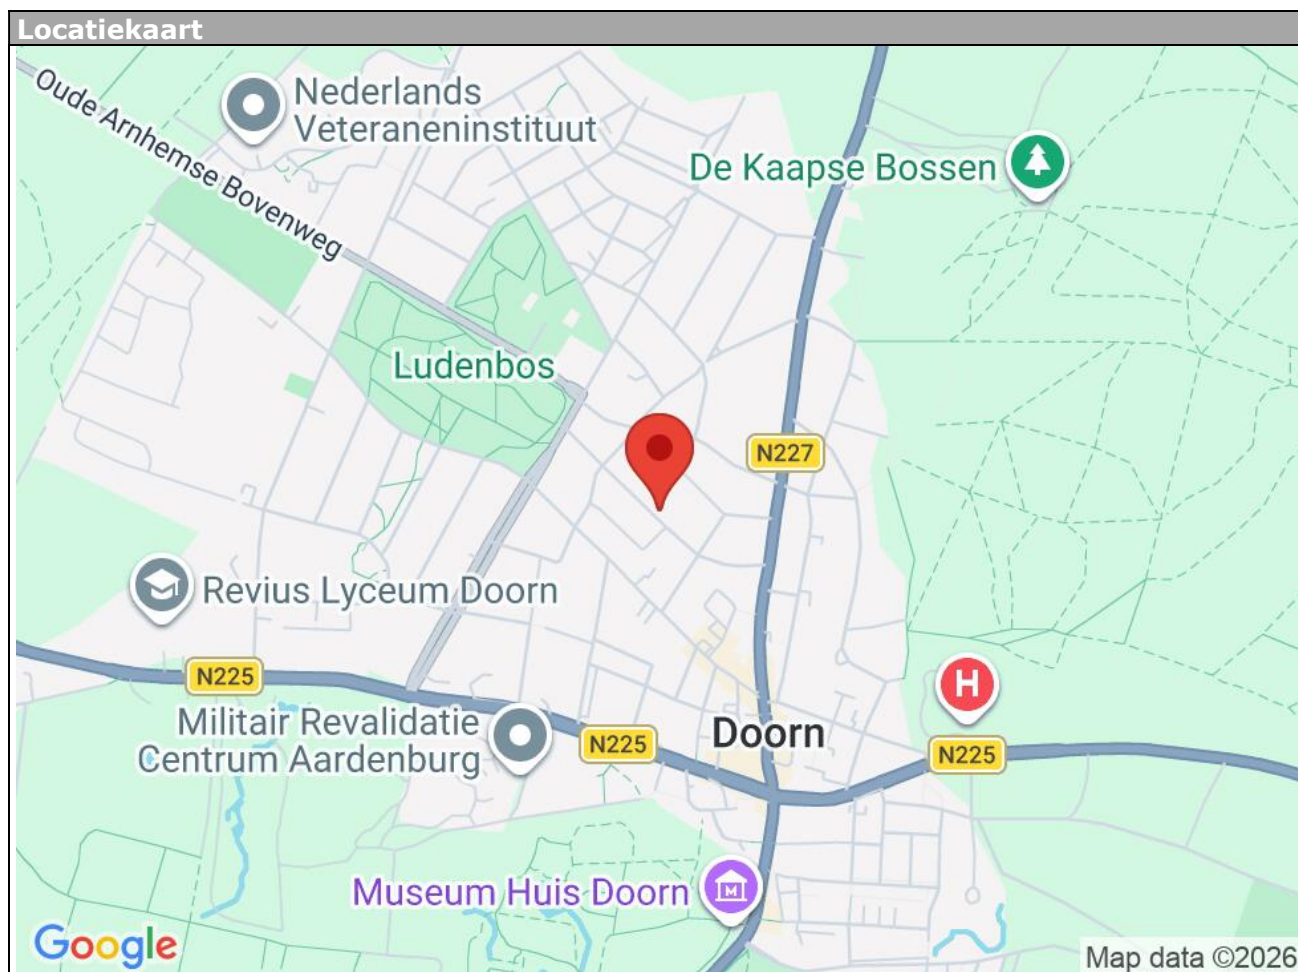 Locatiekaart
Oude Arnhemse Bovenweg
Nederlands
Veteraneninstituut
De Kaapse Bossen
Ludenbos
N227
Revius Lyceum Doorn
N225
H
Militair Revalidatie
Centrum Aardenburg
N225
Doorn
N225
Museum Huis Doorn
M
Google
Map data ©2026